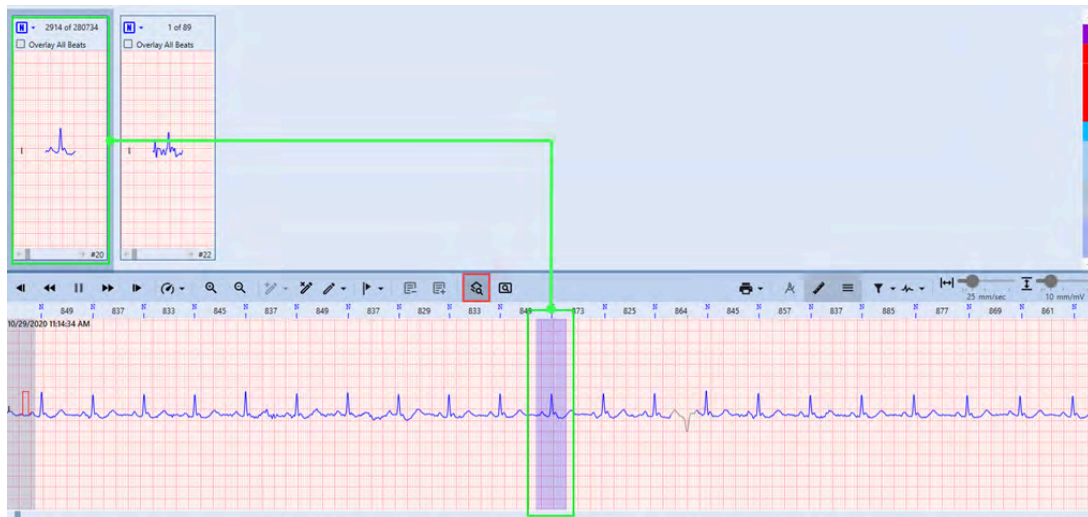 N 2914 of 280734
Overlay All Beats
I
#20
N 1 of 89
Overlay All Beats
I
#22
25 mm/sec 10 mm/mV
N N N N N N N N N N N N N N N N N N N N N
849 837 833 845 837 849 837 829 833 849 873 825 864 845 857 837 885 877 869 861
10/29/2020 11:14:34 AM